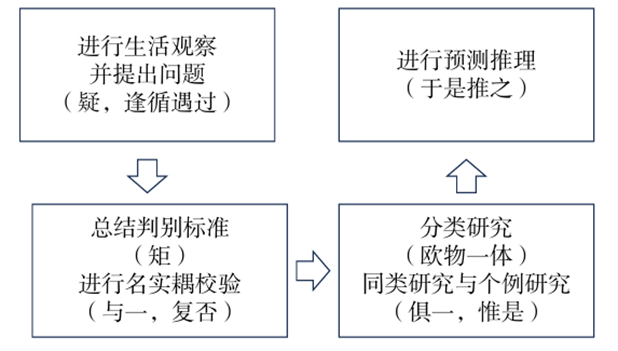 进行生活观察
并提出问题
（疑，逢循遇过）
总结判别标准
（矩）
进行名实耦校验
（与一，复否）
分类研究
（欧物一体）
同类研究与个例研究
（俱一，惟是）
进行预测推理
（于是推之）